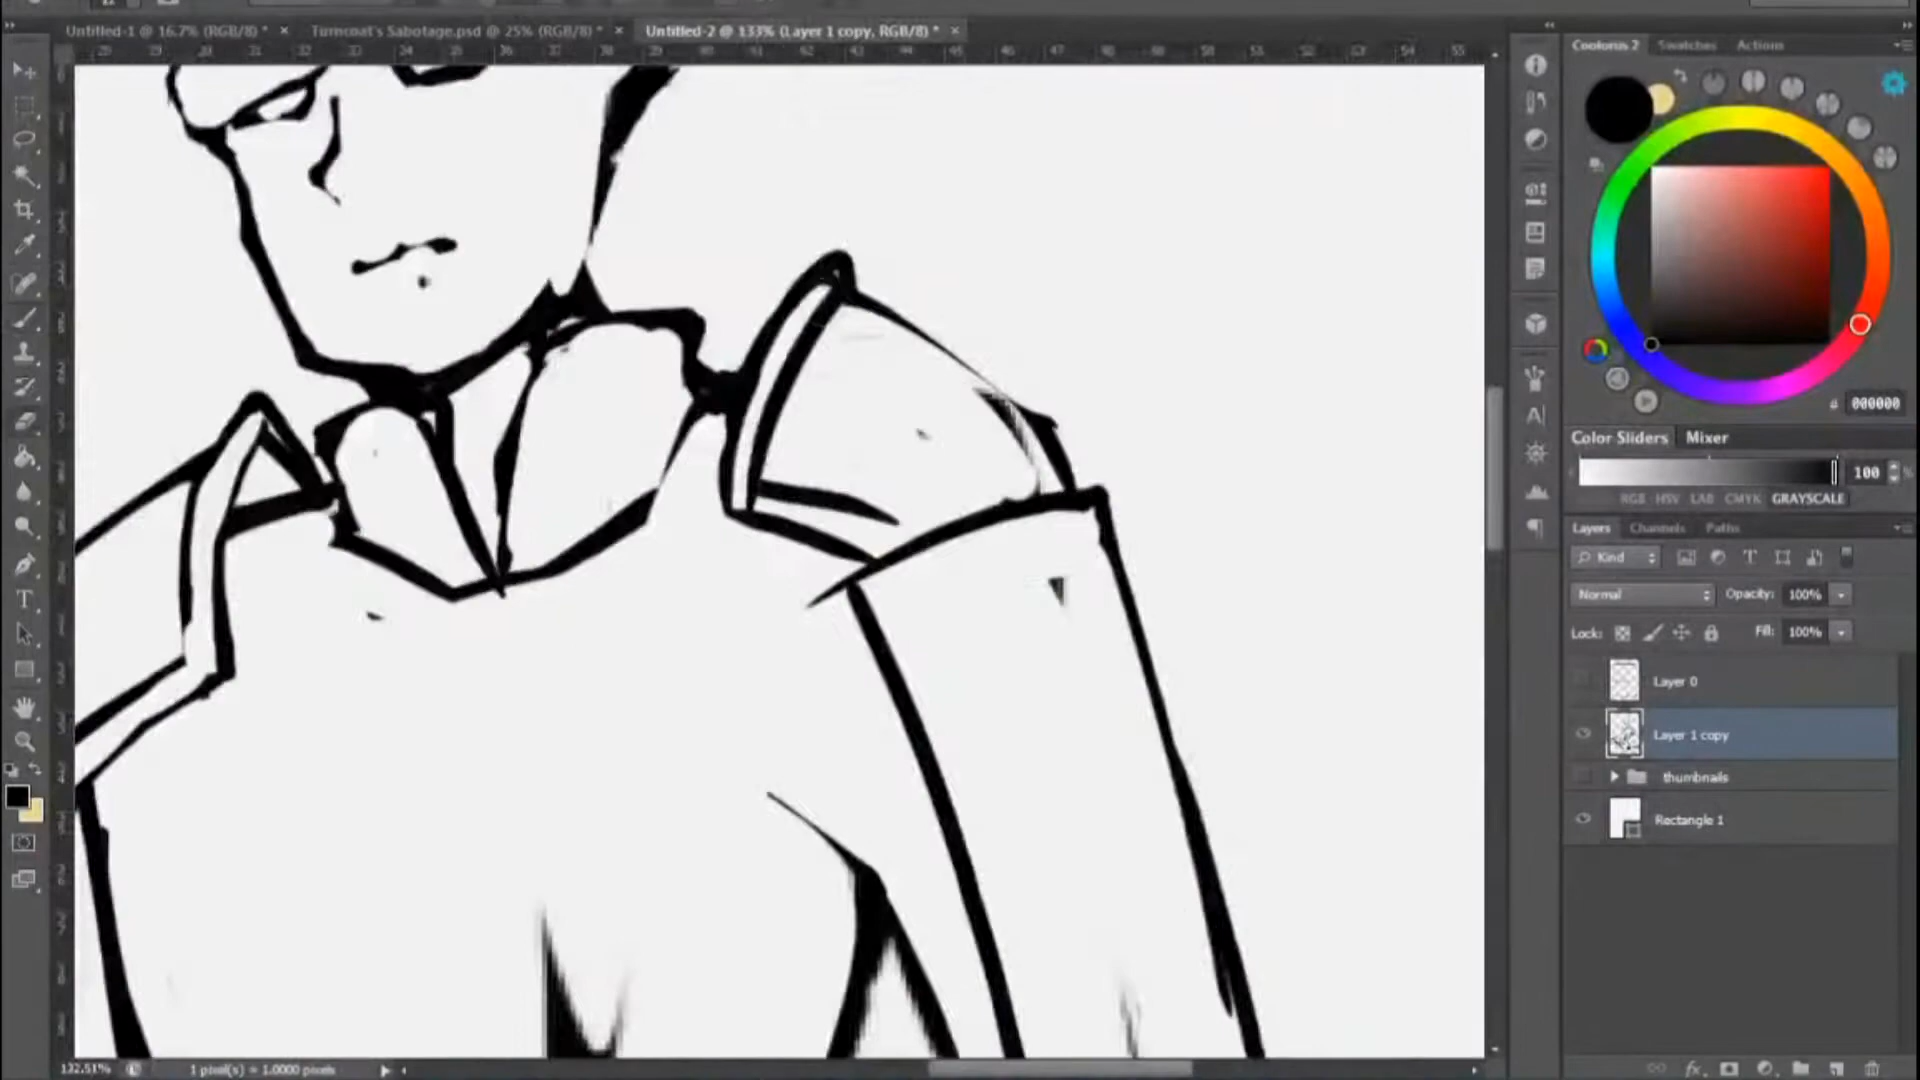 Untitled-1 @ 16.7% (RGB/8) *
Turncoat's Sabotage.psd @ 25% (RGB/8) *
Untitled-2 @ 133% (Layer 1 copy, RGB/8) *
Coolorus 2 Swatches Actions
# 000000
Color Sliders Mixer
100 %
RGB HSV LAB CMYK GRAYSCALE
Layers Channels Paths
Kind
Normal Opacity: 100%
Lock: Fill: 100%
Layer 0
Layer 1 copy
thumbnails
Rectangle 1
132.51% 1 pixel(s) = 1.0000 pixels